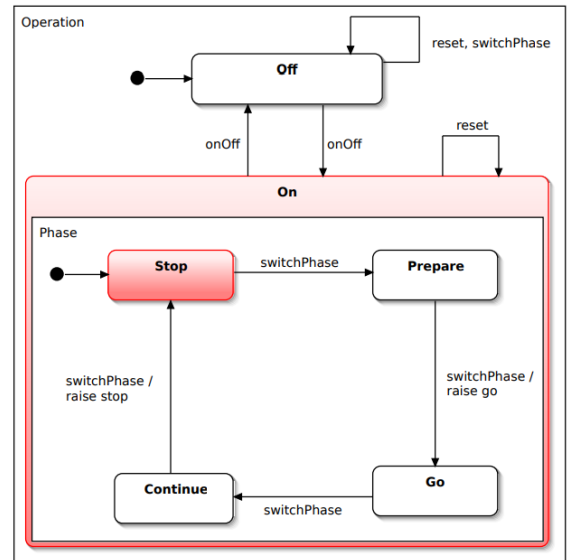 Operation
reset, switchPhase
Off
onOff
onOff
reset
On
Phase
Stop
switchPhase
Prepare
switchPhase /
raise stop
switchPhase /
raise go
Continue
switchPhase
Go